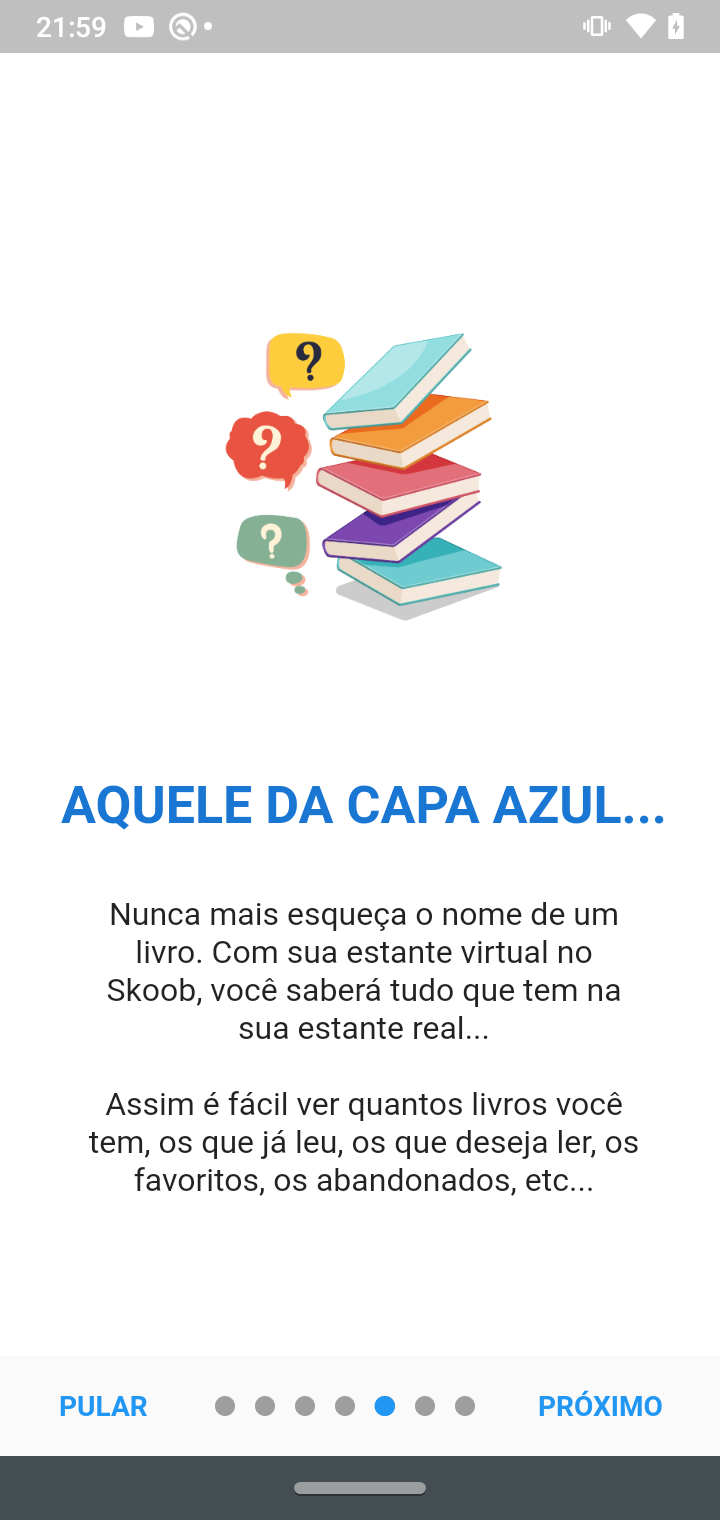 21:59
?
?
?
AQUELE DA CAPA AZUL...
Nunca mais esqueça o nome de um
livro. Com sua estante virtual no
Skoob, você saberá tudo que tem na
sua estante real...
Assim é fácil ver quantos livros você
tem, os que já leu, os que deseja ler, os
favoritos, os abandonados, etc...
PULAR
PRÓXIMO